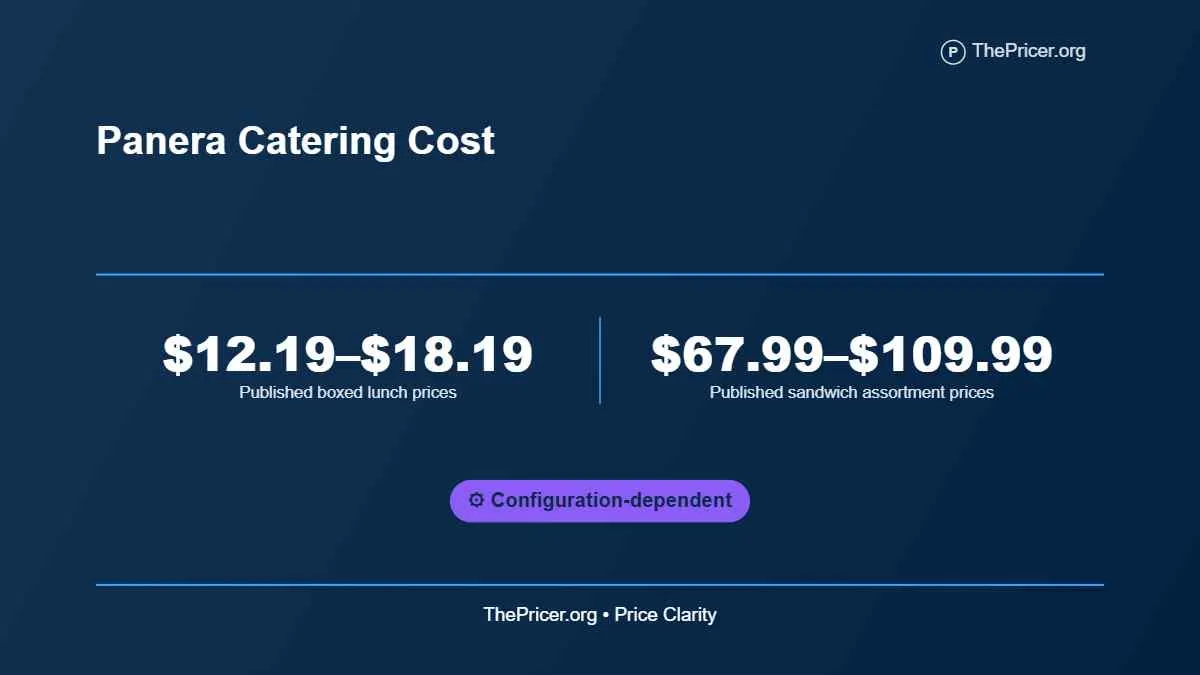 P ThePricer.org
Panera Catering Cost
$12.19–$18.19
Published boxed lunch prices
$67.99–$109.99
Published sandwich assortment prices
⚙ Configuration-dependent
ThePricer.org • Price Clarity